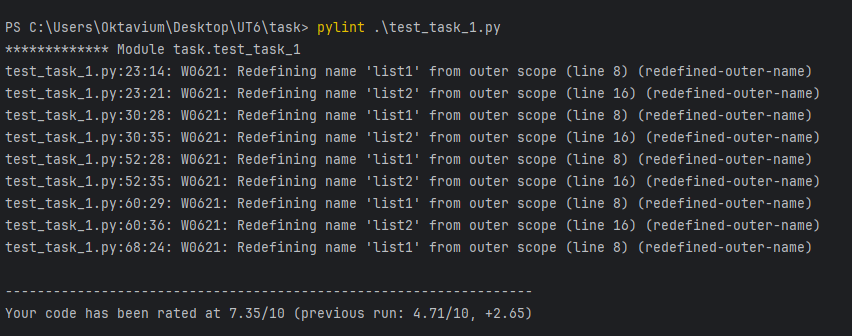 PS C:\Users\Oktavium\Desktop\UT6\task> pylint .\test_task_1.py
************* Module task.test_task_1
test_task_1.py:23:14: W0621: Redefining name 'list1' from outer scope (line 8) (redefined-outer-name)
test_task_1.py:23:21: W0621: Redefining name 'list2' from outer scope (line 16) (redefined-outer-name)
test_task_1.py:30:28: W0621: Redefining name 'list1' from outer scope (line 8) (redefined-outer-name)
test_task_1.py:30:35: W0621: Redefining name 'list2' from outer scope (line 16) (redefined-outer-name)
test_task_1.py:52:28: W0621: Redefining name 'list1' from outer scope (line 8) (redefined-outer-name)
test_task_1.py:52:35: W0621: Redefining name 'list2' from outer scope (line 16) (redefined-outer-name)
test_task_1.py:60:29: W0621: Redefining name 'list1' from outer scope (line 8) (redefined-outer-name)
test_task_1.py:60:36: W0621: Redefining name 'list2' from outer scope (line 16) (redefined-outer-name)
test_task_1.py:68:24: W0621: Redefining name 'list1' from outer scope (line 8) (redefined-outer-name)
------------------------------------------------------------------
Your code has been rated at 7.35/10 (previous run: 4.71/10, +2.65)